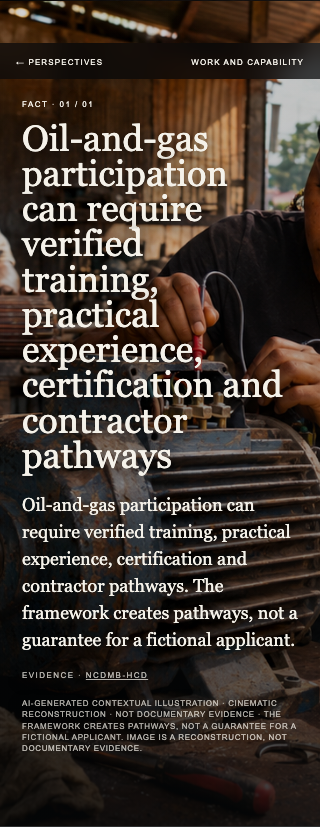 ← PERSPECTIVES
WORK AND CAPABILITY
FACT · 01 / 01
Oil-and-gas
participation
can require
verified
training,
practical
experience,
certification and
contractor
pathways
Oil-and-gas participation can
require verified training, practical
experience, certification and
contractor pathways. The
framework creates pathways, not a
guarantee for a fictional applicant.
EVIDENCE · NCDMB-HCD
AI-GENERATED CONTEXTUAL ILLUSTRATION · CINEMATIC
RECONSTRUCTION · NOT DOCUMENTARY EVIDENCE · THE
FRAMEWORK CREATES PATHWAYS, NOT A GUARANTEE FOR A
FICTIONAL APPLICANT. IMAGE IS A RECONSTRUCTION, NOT
DOCUMENTARY EVIDENCE.